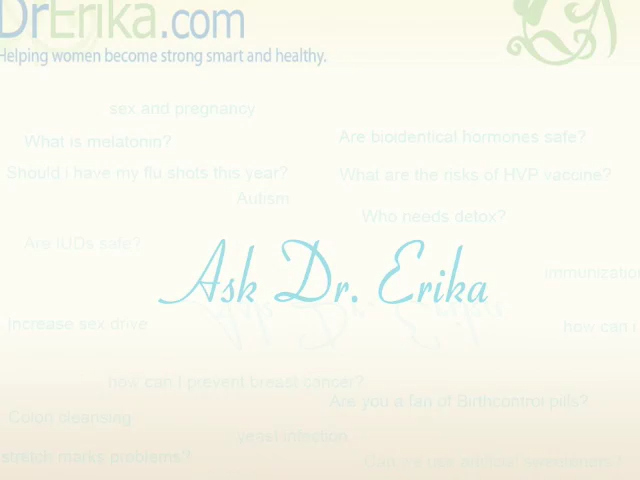 DrErika.com
Helping women become strong smart and healthy.
sex and pregnancy
What is melatonin?
Are bioidentical hormones safe?
Should i have my flu shots this year?
What are the risks of HVP vaccine?
Autism
Who needs detox?
Are IUDs safe?
immunization
Ask Dr. Erika
Increase sex drive
how can i
how can I prevent breast cancer?
Are you a fan of Birthcontrol pills?
Colon cleansing
yeast infection
stretch marks problems?